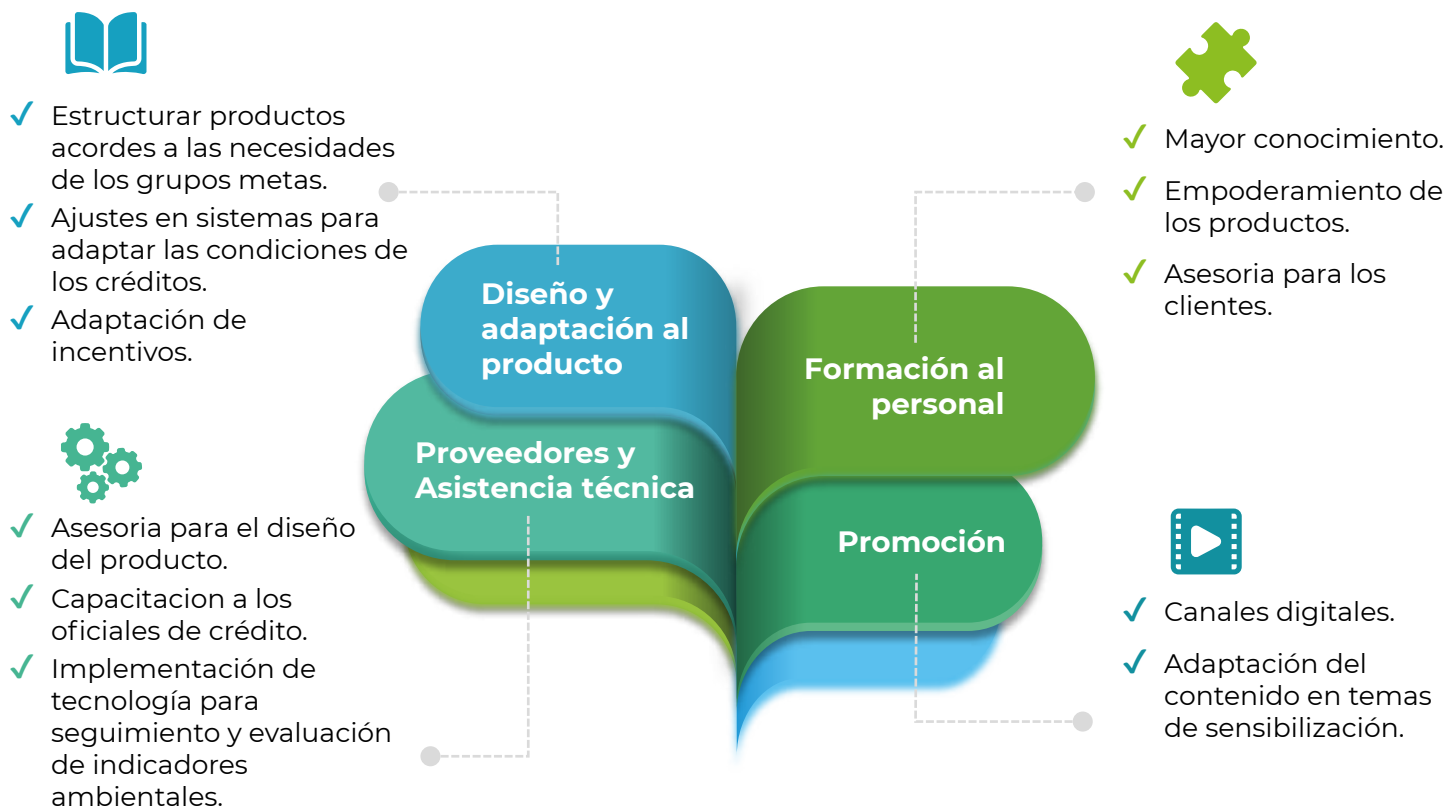 Estructurar productos
acordes a las necesidades
de los grupos metas.
Ajustes en sistemas para
adaptar las condiciones de
los créditos.
Adaptación de
incentivos.
Diseño y
adaptación al
producto
Mayor conocimiento.
Empoderamiento de
los productos.
Asesoria para los
clientes.
Formación al
personal
Proveedores y
Asistencia técnica
Asesoria para el diseño
del producto.
Capacitacion a los
oficiales de crédito.
Implementación de
tecnología para
seguimiento y evaluación
de indicadores
ambientales.
Promoción
Canales digitales.
Adaptación del
contenido en temas
de sensibilización.